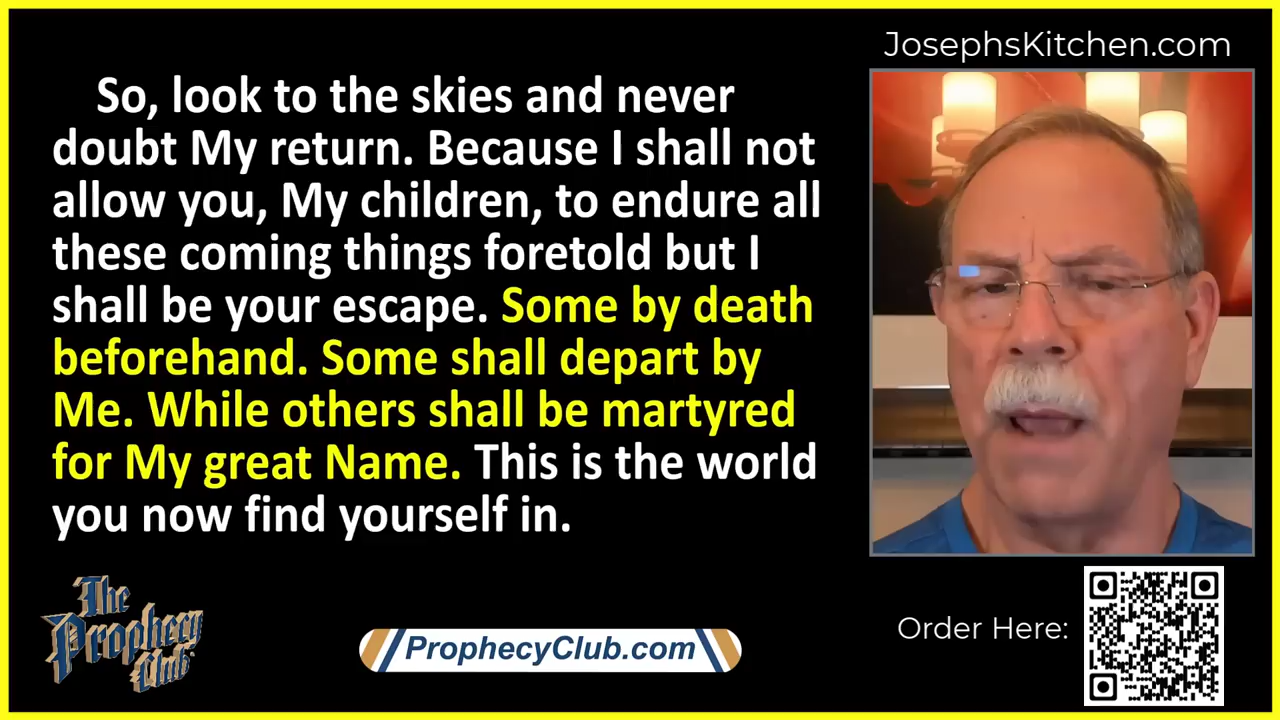 JosephsKitchen.com
So, look to the skies and never
doubt My return. Because I shall not
allow you, My children, to endure all
these coming things foretold but I
shall be your escape. Some by death
beforehand. Some shall depart by
Me. While others shall be martyred
for My great Name. This is the world
you now find yourself in.
The
Prophecy
Club
ProphecyClub.com
Order Here: